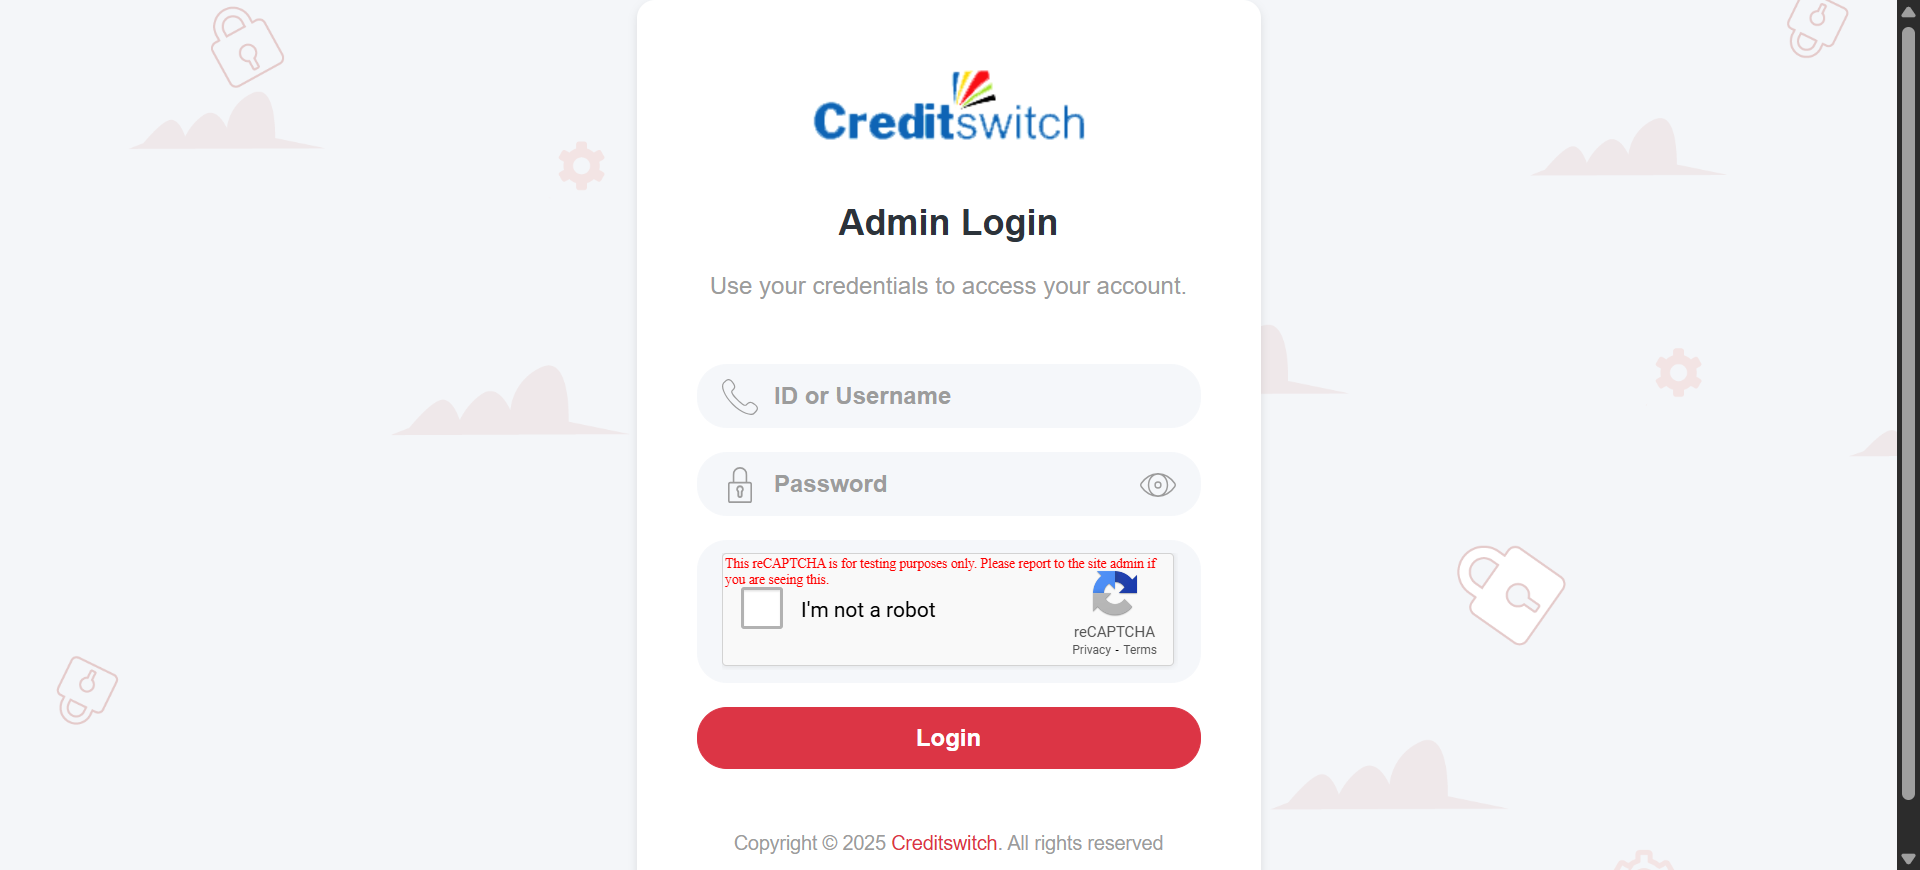 Creditswitch
Admin Login
Use your credentials to access your account.
ID or Username
Password
This reCAPTCHA is for testing purposes only. Please report to the site admin if
you are seeing this.
I'm not a robot
reCAPTCHA
Privacy - Terms
Login
Copyright © 2025 Creditswitch. All rights reserved